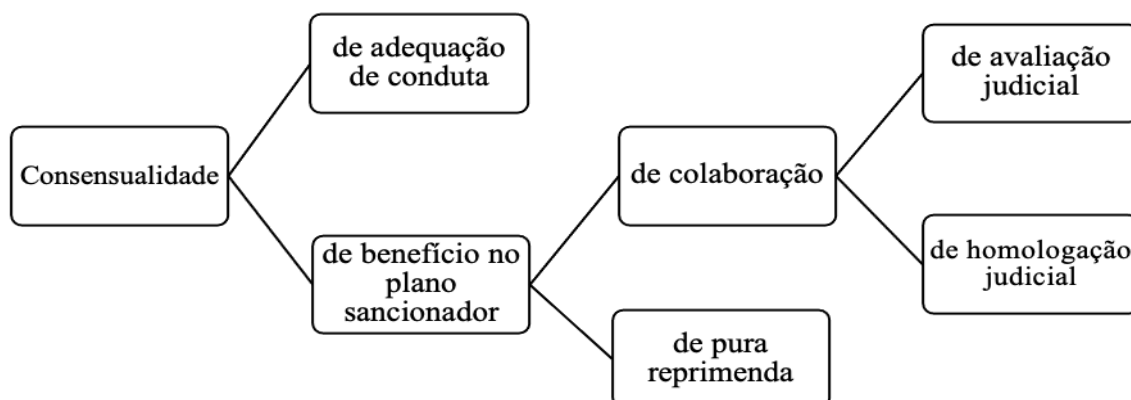 de adequação
de conduta
de avaliação
judicial
Consensualidade
de colaboração
de benefício no
plano
sancionador
de homologação
judicial
de pura
reprimenda